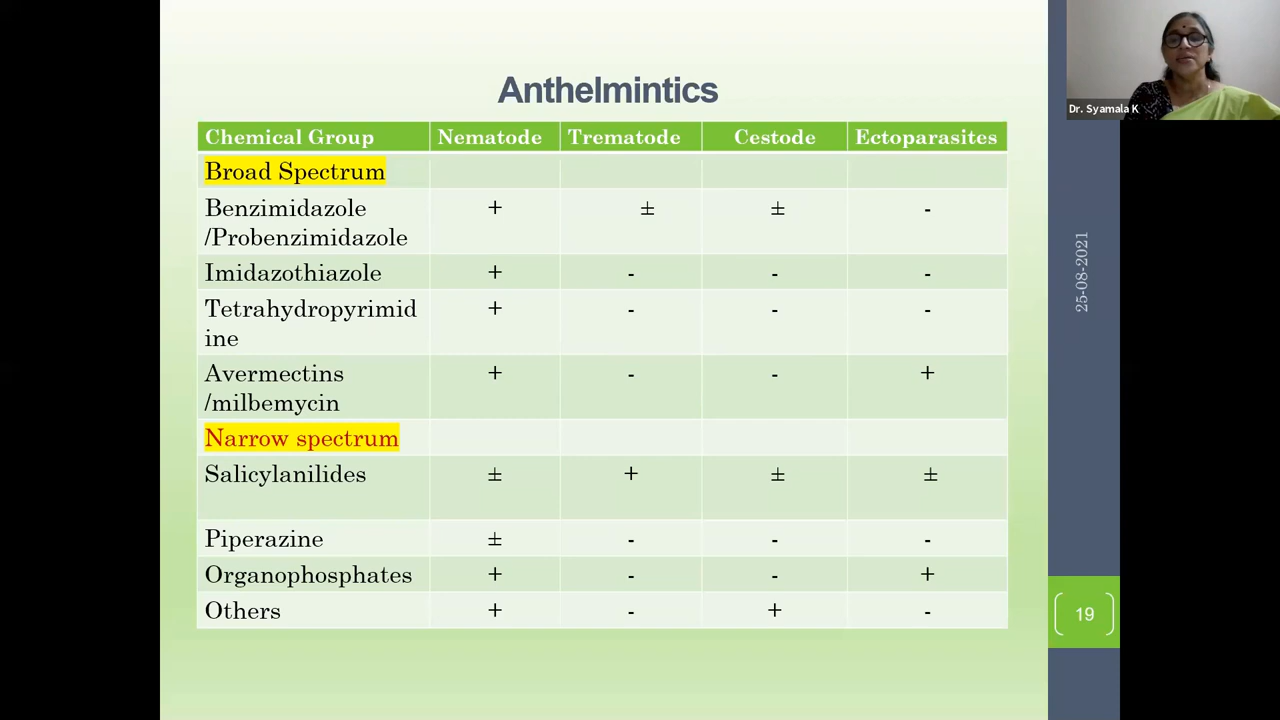 Anthelmintics
Chemical Group Nematode Trematode Cestode Ectoparasites
Broad Spectrum
Benzimidazole + ± ± -
/Probenzimidazole
Imidazothiazole + - - -
Tetrahydropyrimid + - - -
ine
Avermectins + - - +
/milbemycin
Narrow spectrum
Salicylanilides ± + ± ±
Piperazine ± - - -
Organophosphates + - - +
Others + - + -
Dr. Syamala K
25-08-2021
19